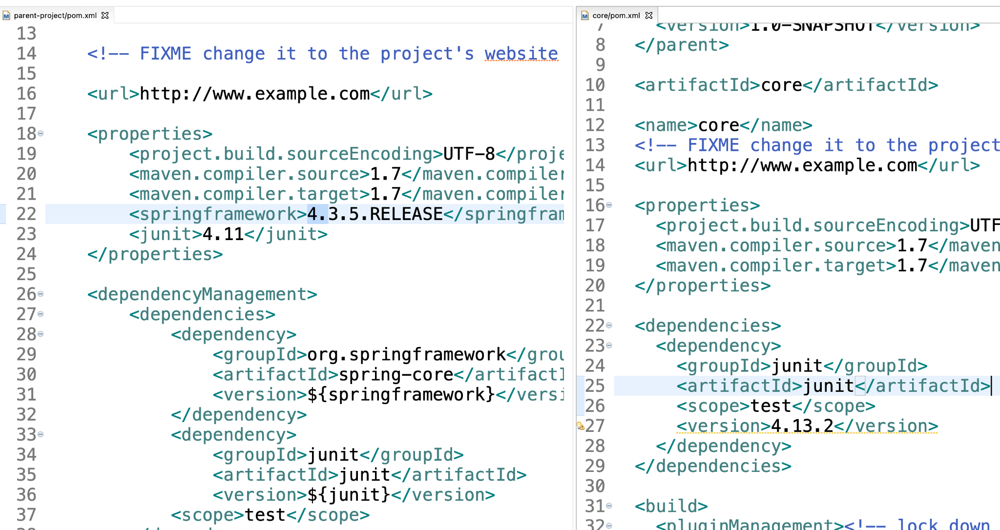 parent-project/pom.xml
13
14 <!-- FIXME change it to the project's website
15
16 <url>http://www.example.com</url>
17
18 <properties>
19 <project.build.sourceEncoding>UTF-8</proje
20 <maven.compiler.source>1.7</maven.compiler
21 <maven.compiler.target>1.7</maven.compiler
22 <springframework>4.3.5.RELEASE</springfram
23 <junit>4.11</junit>
24 </properties>
25
26 <dependencyManagement>
27 <dependencies>
28 <dependency>
29 <groupId>org.springframework</grou
30 <artifactId>spring-core</artifactI
31 <version>${springframework}</versi
32 </dependency>
33 <dependency>
34 <groupId>junit</groupId>
35 <artifactId>junit</artifactId>
36 <version>${junit}</version>
37 <scope>test</scope>
core/pom.xml
7 <version>1.0-SNAPSHOT</version>
8 </parent>
9
10 <artifactId>core</artifactId>
11
12 <name>core</name>
13 <!-- FIXME change it to the project
14 <url>http://www.example.com</url>
15
16 <properties>
17 <project.build.sourceEncoding>UTF
18 <maven.compiler.source>1.7</maven
19 <maven.compiler.target>1.7</maven
20 </properties>
21
22 <dependencies>
23 <dependency>
24 <groupId>junit</groupId>
25 <artifactId>junit</artifactId>
26 <scope>test</scope>
27 <version>4.13.2</version>
28 </dependency>
29 </dependencies>
30
31 <build>
32 <pluginManagement><!-- lock down